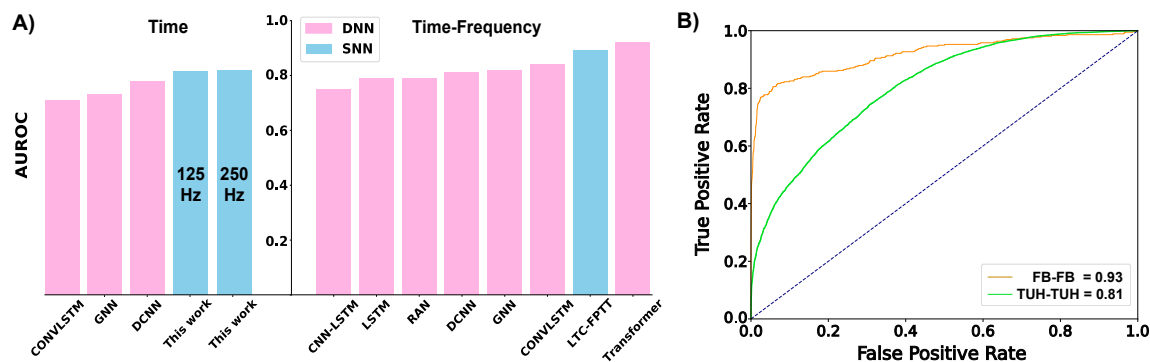 A)
Time
Time-Frequency
DNN
SNN
AUROC
1.0
0.8
0.6
0.4
0.2
125
Hz
250
Hz
CONVLSTM
GNN
DCNN
This work
This work
CNN-LSTM
LSTM
RAN
DCNN
GNN
CONVLSTM
LTC-FPTT
Transformer
B)
True Positive Rate
1.0
0.8
0.6
0.4
0.2
0.0
0.0
0.2
0.4
0.6
0.8
1.0
False Positive Rate
FB-FB = 0.93
TUH-TUH = 0.81